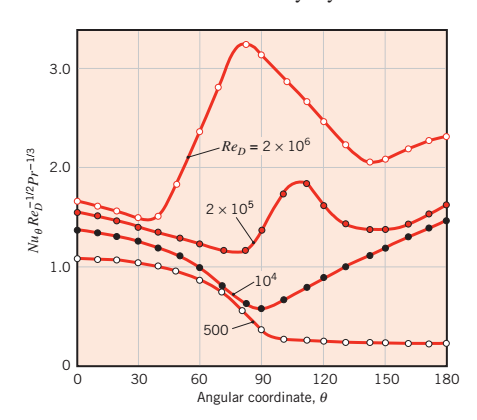 3.0
2.0
1.0
0
Nu_θ Re_D^{-1/2} Pr^{-1/3}
Re_D = 2 × 10^6
2 × 10^5
10^4
500
0 30 60 90 120 150 180
Angular coordinate, θ